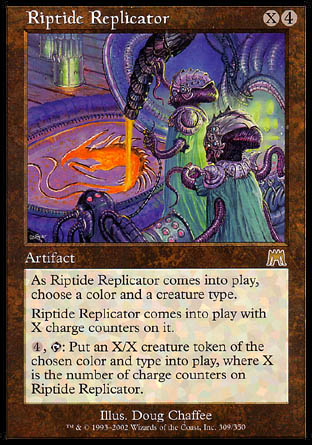 Riptide Replicator X 4
Artifact
As Riptide Replicator comes into play,
choose a color and a creature type.
Riptide Replicator comes into play with
X charge counters on it.
4, : Put an X/X creature token of the
chosen color and type into play, where X
is the number of charge counters on
Riptide Replicator.
Illus. Doug Chaffee
™ & © 1993–2002 Wizards of the Coast, Inc. 309/350